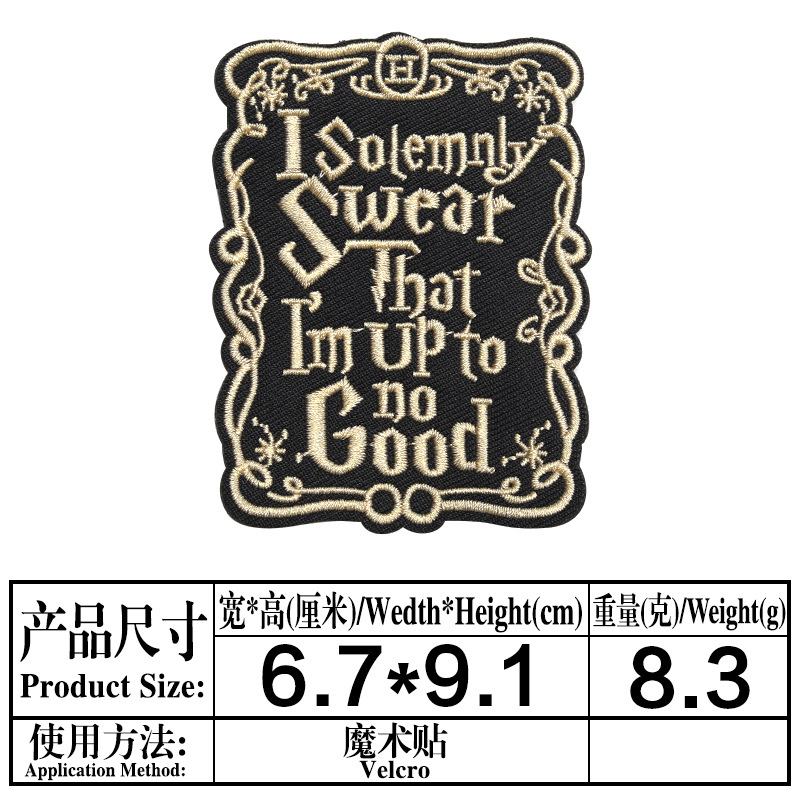 H
I Solemnly
Swear
That
I'm up to
no
Good
产品尺寸
Product Size:
宽*高(厘米)/Wedth*Height(cm)
重量(克)/Weight(g)
6.7*9.1
8.3
使用方法:
Application Method:
魔术贴
Velcro